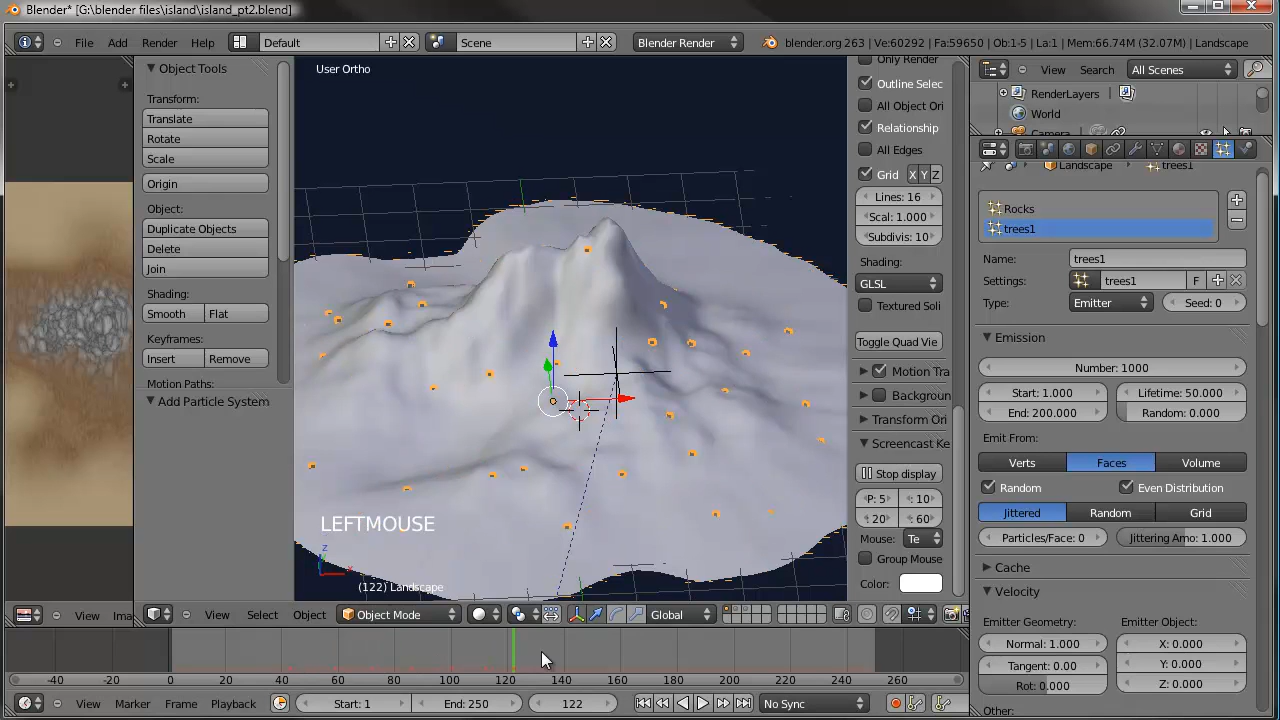 Blender* [G:\blender files\island\island_pt2.blend]
File Add Render Help Default Scene Blender Render blender.org 263 | Ve:60292 | Fa:59650 | Ob:1-5 | La:1 | Mem:66.74M (32.07M) | Landscape
Object Tools
Transform:
Translate
Rotate
Scale
Origin
Object:
Duplicate Objects
Delete
Join
Shading:
Smooth Flat
Keyframes:
Insert Remove
Motion Paths:
Add Particle System
User Ortho
LEFTMOUSE
z
x
(122) Landscape
Only Render
Outline Selec
All Object Ori
Relationship
All Edges
Grid X Y Z
Lines: 16
Scal: 1.000
Subdivis: 10
Shading:
GLSL
Textured Soli
Toggle Quad Vie
Motion Tra
Backgroun
Transform Ori
Screencast Ke
Stop display
P: 5 : 10
: 20 : 60
Mouse: Te
Group Mouse
Color:
View Search All Scenes
RenderLayers |
World
Camera
Landscape trees1
Rocks
trees1
Name: trees1
Settings: trees1 F
Type: Emitter Seed: 0
Emission
Number: 1000
Start: 1.000 Lifetime: 50.000
End: 200.000 Random: 0.000
Emit From:
Verts Faces Volume
Random Even Distribution
Jittered Random Grid
Particles/Face: 0 Jittering Amo: 1.000
Cache
Velocity
Emitter Geometry: Emitter Object:
Normal: 1.000 X: 0.000
Tangent: 0.00 Y: 0.000
Rot: 0.000 Z: 0.000
Other:
View Ima View Select Object Object Mode Global
-40 -20 0 20 40 60 80 100 120 140 160 180 200 220 240 260
View Marker Frame Playback Start: 1 End: 250 122 No Sync